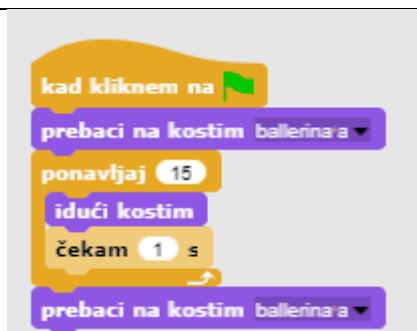 kad kliknem na
prebaci na kostim ballerina a
ponavljaj 15
idući kostim
čekam 1 s
prebaci na kostim ballerina a